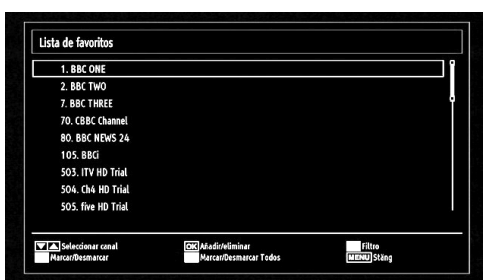 Lista de favoritos
1. BBC ONE
2. BBC TWO
7. BBC THREE
70. CBBC Channel
80. BBC NEWS 24
105. BBCi
503. ITV HD Trial
504. Ch4 HD Trial
505. five HD Trial
Seleccionar canal OK Añadir/eliminar Filtro
Marcar/Desmarcar Marcar/Desmarcar Todos MENU Stäng